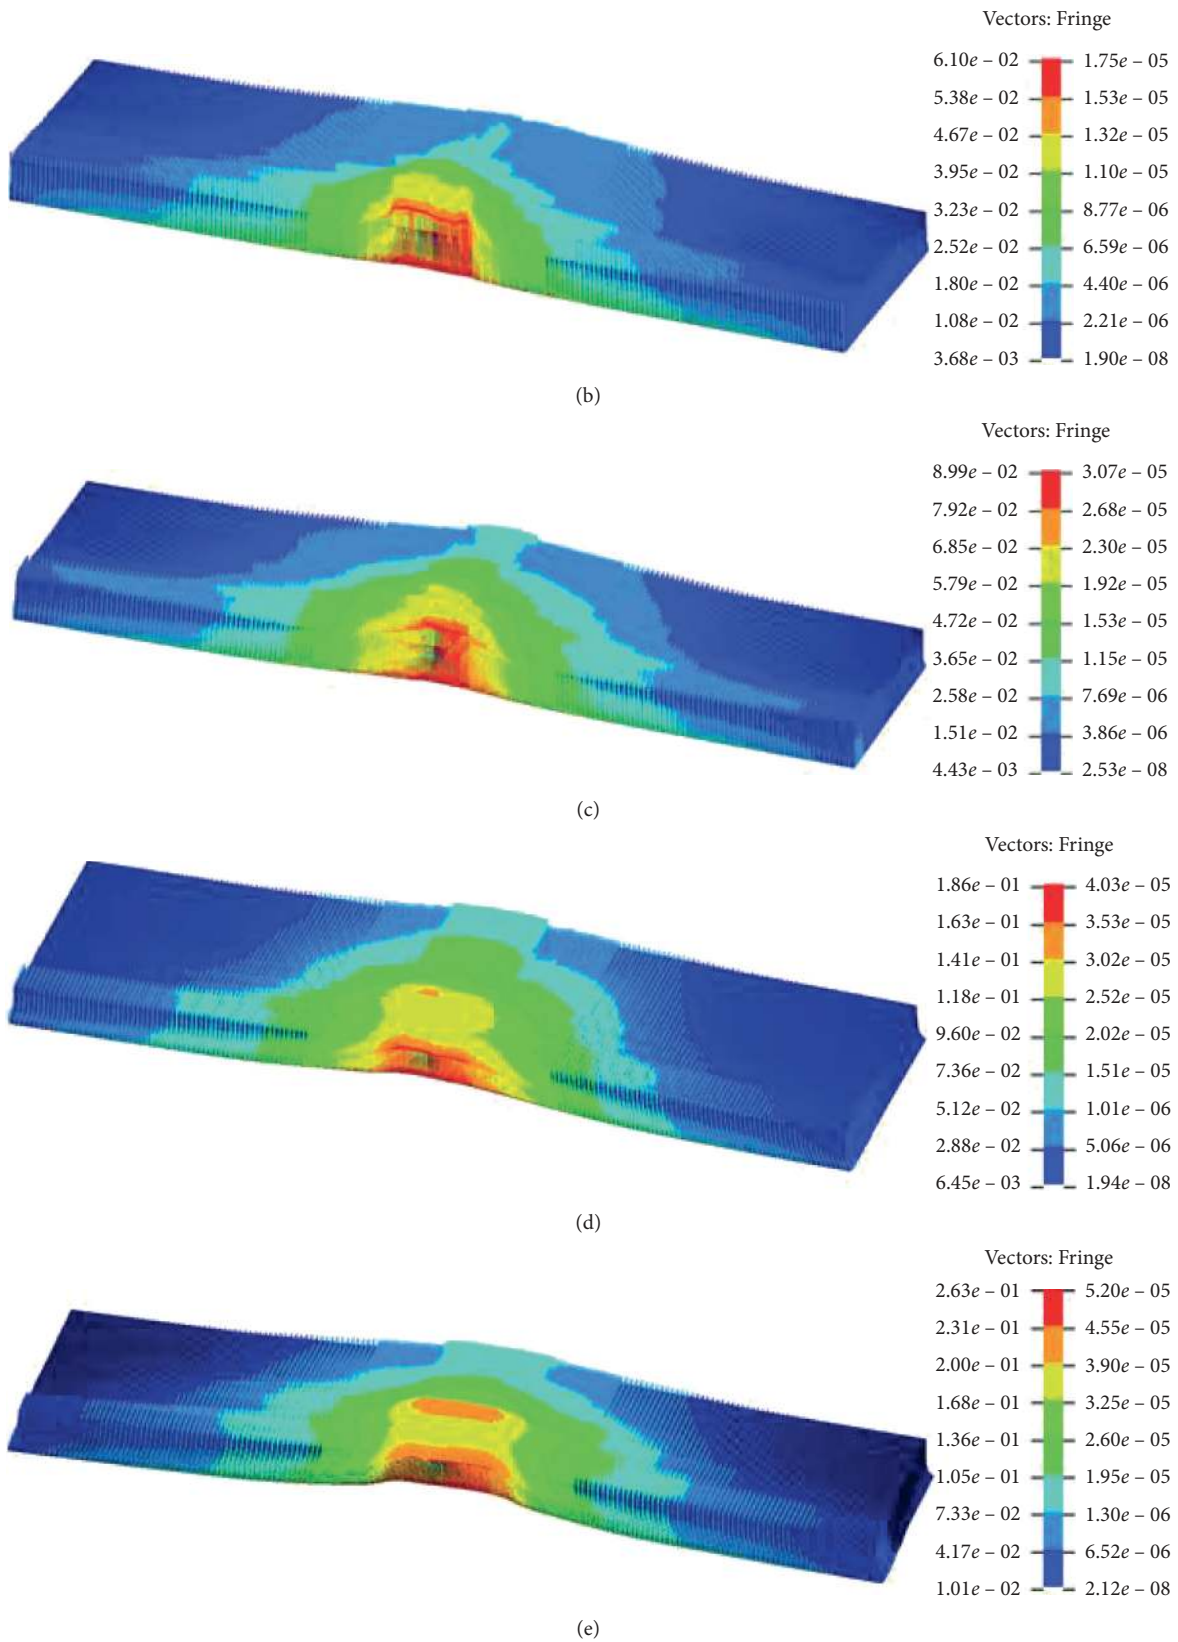 Vectors: Fringe
6.10e – 02 1.75e – 05
5.38e – 02 1.53e – 05
4.67e – 02 1.32e – 05
3.95e – 02 1.10e – 05
3.23e – 02 8.77e – 06
2.52e – 02 6.59e – 06
1.80e – 02 4.40e – 06
1.08e – 02 2.21e – 06
3.68e – 03 1.90e – 08
(b)
Vectors: Fringe
8.99e – 02 3.07e – 05
7.92e – 02 2.68e – 05
6.85e – 02 2.30e – 05
5.79e – 02 1.92e – 05
4.72e – 02 1.53e – 05
3.65e – 02 1.15e – 05
2.58e – 02 7.69e – 06
1.51e – 02 3.86e – 06
4.43e – 03 2.53e – 08
(c)
Vectors: Fringe
1.86e – 01 4.03e – 05
1.63e – 01 3.53e – 05
1.41e – 01 3.02e – 05
1.18e – 01 2.52e – 05
9.60e – 02 2.02e – 05
7.36e – 02 1.51e – 05
5.12e – 02 1.01e – 06
2.88e – 02 5.06e – 06
6.45e – 03 1.94e – 08
(d)
Vectors: Fringe
2.63e – 01 5.20e – 05
2.31e – 01 4.55e – 05
2.00e – 01 3.90e – 05
1.68e – 01 3.25e – 05
1.36e – 01 2.60e – 05
1.05e – 01 1.95e – 05
7.33e – 02 1.30e – 06
4.17e – 02 6.52e – 06
1.01e – 02 2.12e – 08
(e)